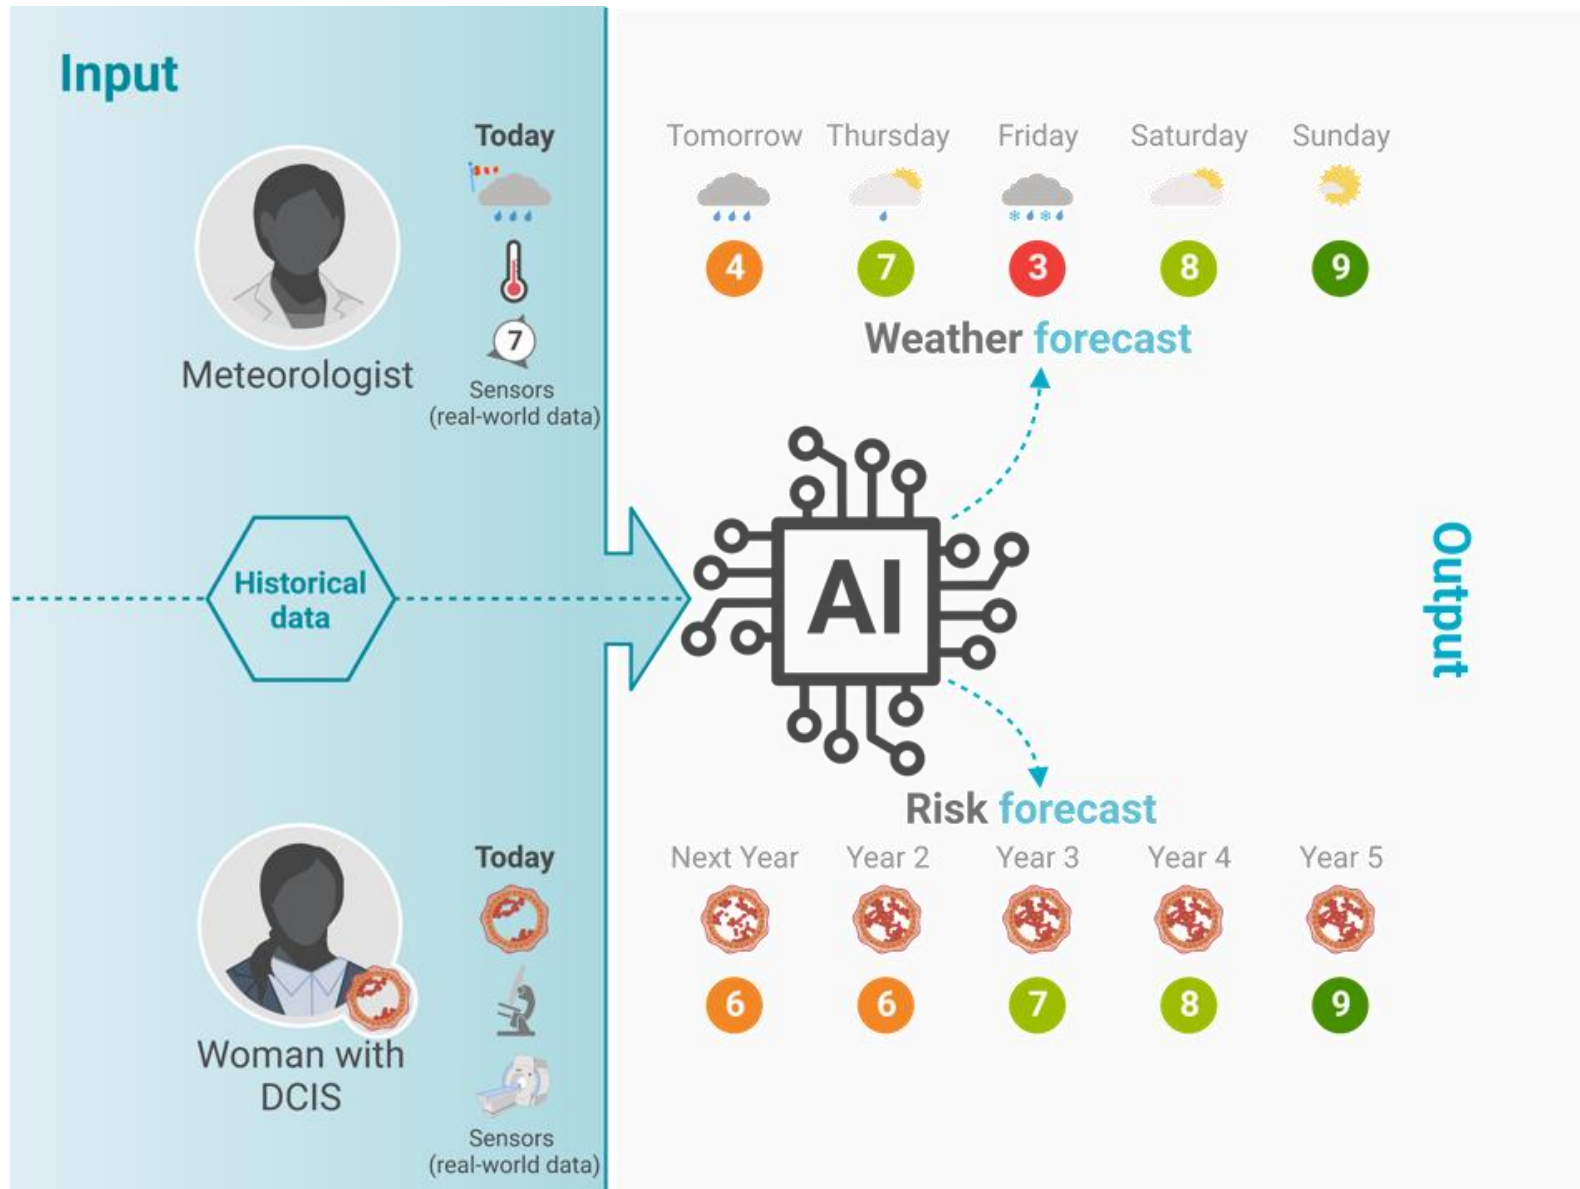 Input
Today
Meteorologist
7
Sensors
(real-world data)
Tomorrow Thursday Friday Saturday Sunday
4 7 3 8 9
Weather forecast
Historical
data
AI
Output
Risk forecast
Woman with
DCIS
Today
Sensors
(real-world data)
Next Year Year 2 Year 3 Year 4 Year 5
6 6 7 8 9